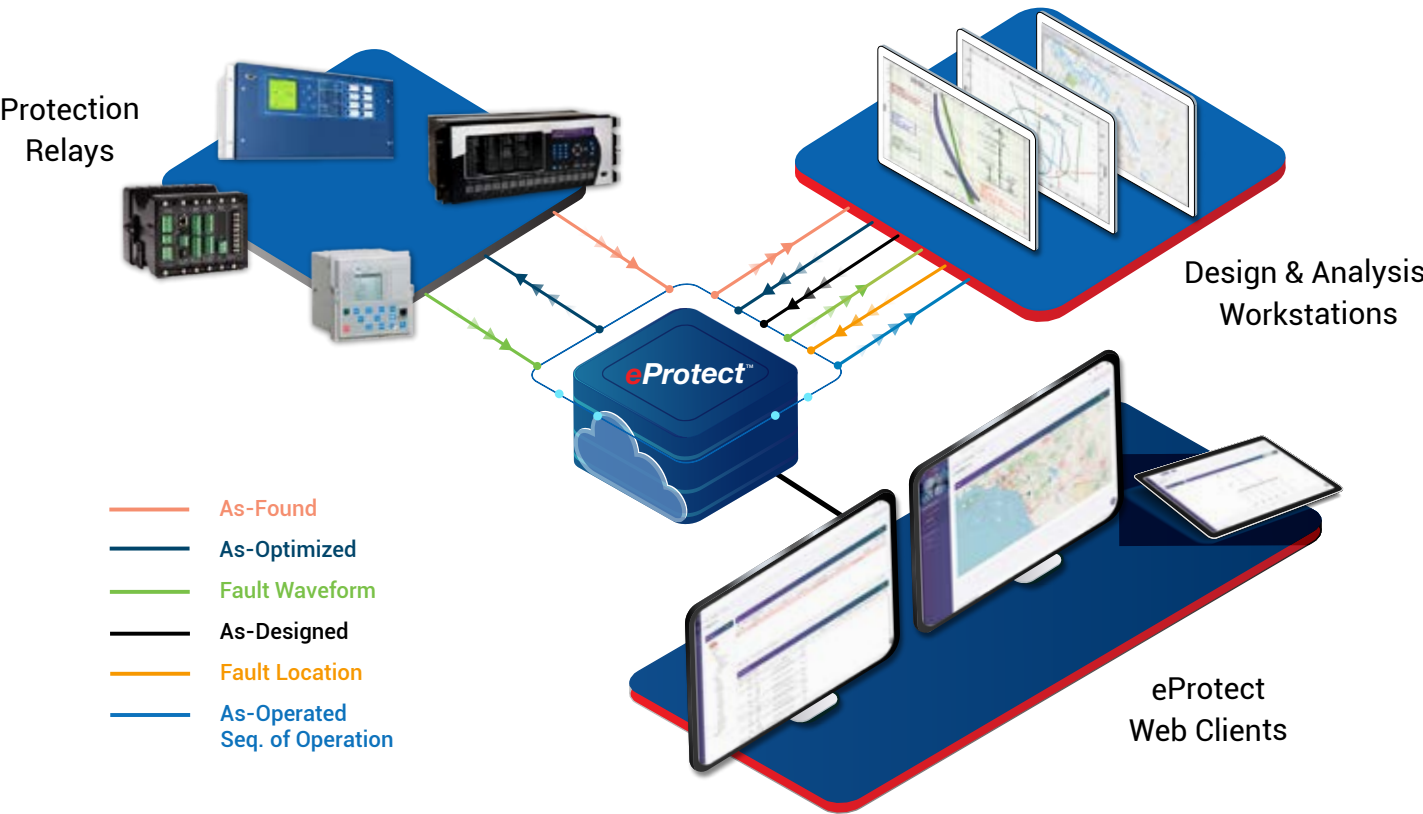 Protection
Relays
Design & Analysis
Workstations
eProtect™
As-Found
As-Optimized
Fault Waveform
As-Designed
Fault Location
As-Operated
Seq. of Operation
eProtect
Web Clients